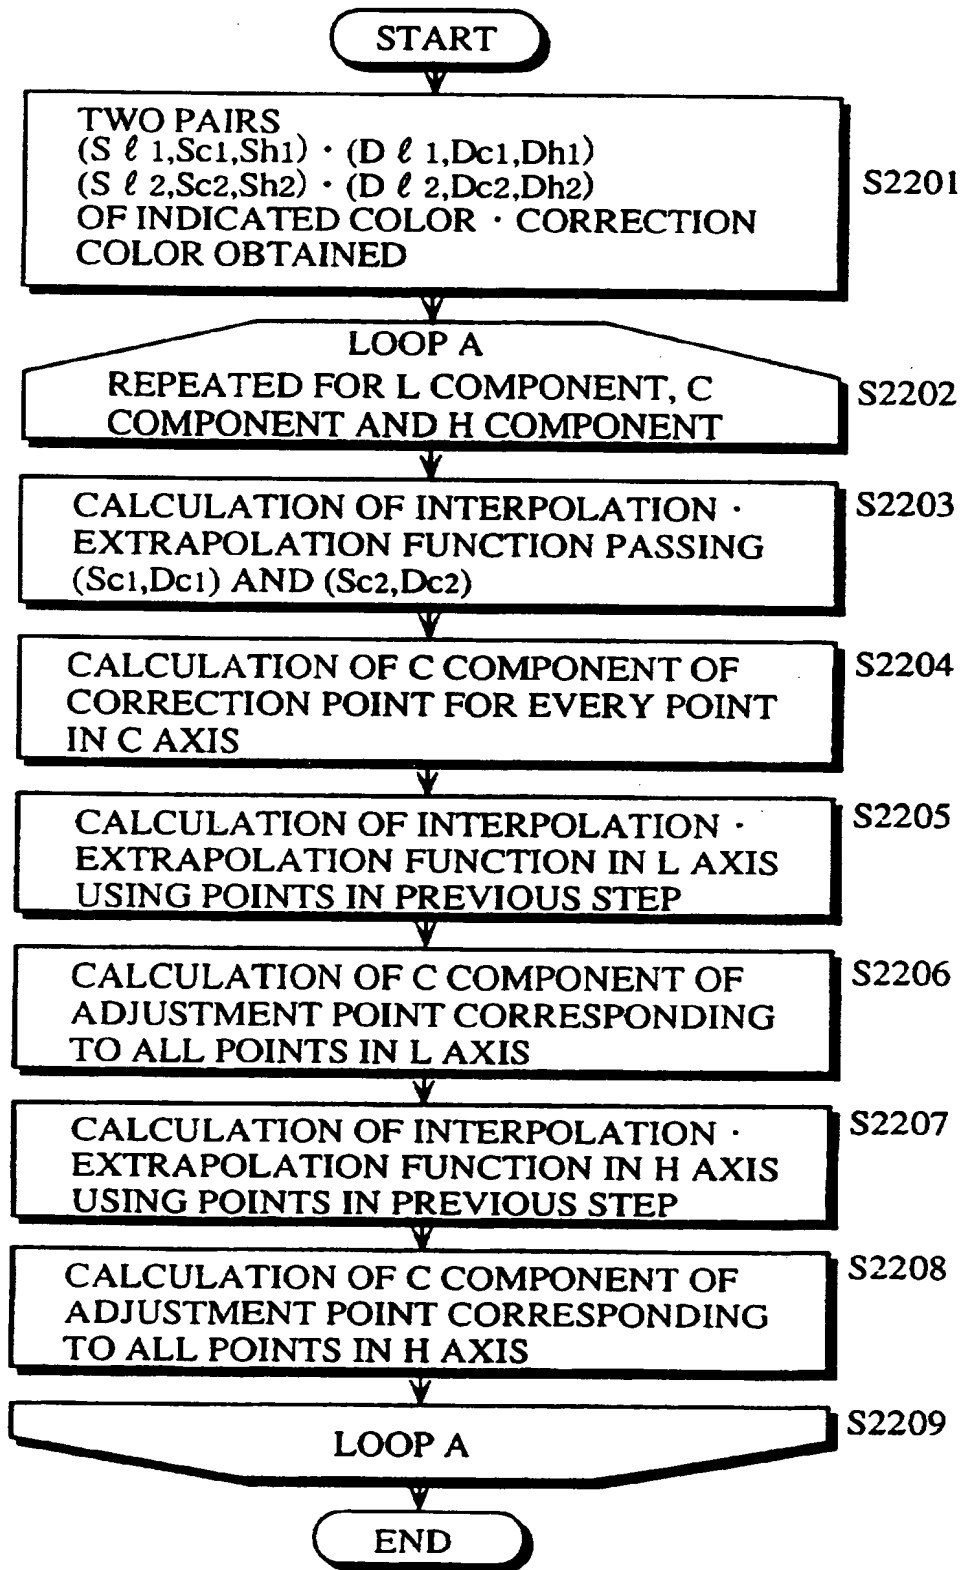 START
TWO PAIRS
(S ℓ 1,Sc1,Sh1) · (D ℓ 1,Dc1,Dh1)
(S ℓ 2,Sc2,Sh2) · (D ℓ 2,Dc2,Dh2)
OF INDICATED COLOR · CORRECTION
COLOR OBTAINED
S2201
LOOP A
REPEATED FOR L COMPONENT, C
COMPONENT AND H COMPONENT
S2202
CALCULATION OF INTERPOLATION ·
EXTRAPOLATION FUNCTION PASSING
(Sc1,Dc1) AND (Sc2,Dc2)
S2203
CALCULATION OF C COMPONENT OF
CORRECTION POINT FOR EVERY POINT
IN C AXIS
S2204
CALCULATION OF INTERPOLATION ·
EXTRAPOLATION FUNCTION IN L AXIS
USING POINTS IN PREVIOUS STEP
S2205
CALCULATION OF C COMPONENT OF
ADJUSTMENT POINT CORRESPONDING
TO ALL POINTS IN L AXIS
S2206
CALCULATION OF INTERPOLATION ·
EXTRAPOLATION FUNCTION IN H AXIS
USING POINTS IN PREVIOUS STEP
S2207
CALCULATION OF C COMPONENT OF
ADJUSTMENT POINT CORRESPONDING
TO ALL POINTS IN H AXIS
S2208
LOOP A
S2209
END